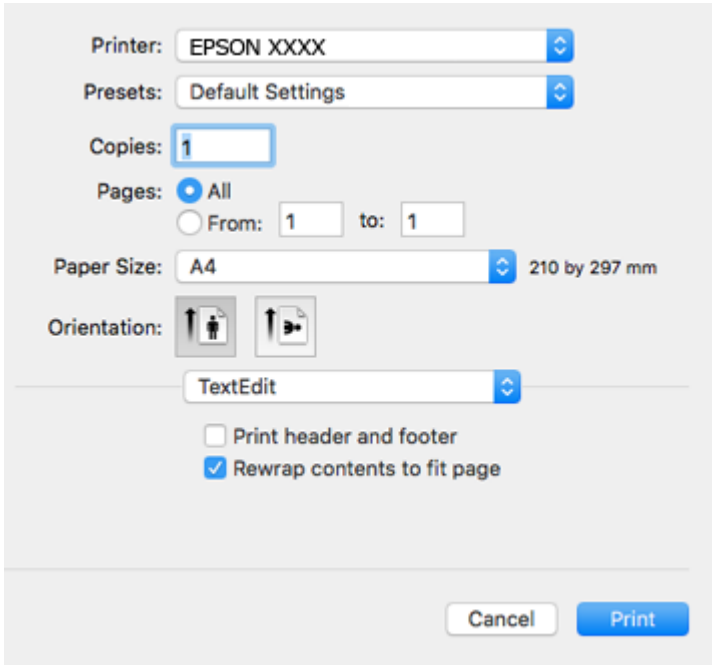 Printer: EPSON XXXX
Presets: Default Settings
Copies: 1
Pages: All
From: 1 to: 1
Paper Size: A4 210 by 297 mm
Orientation:
TextEdit
Print header and footer
Rewrap contents to fit page
Cancel Print